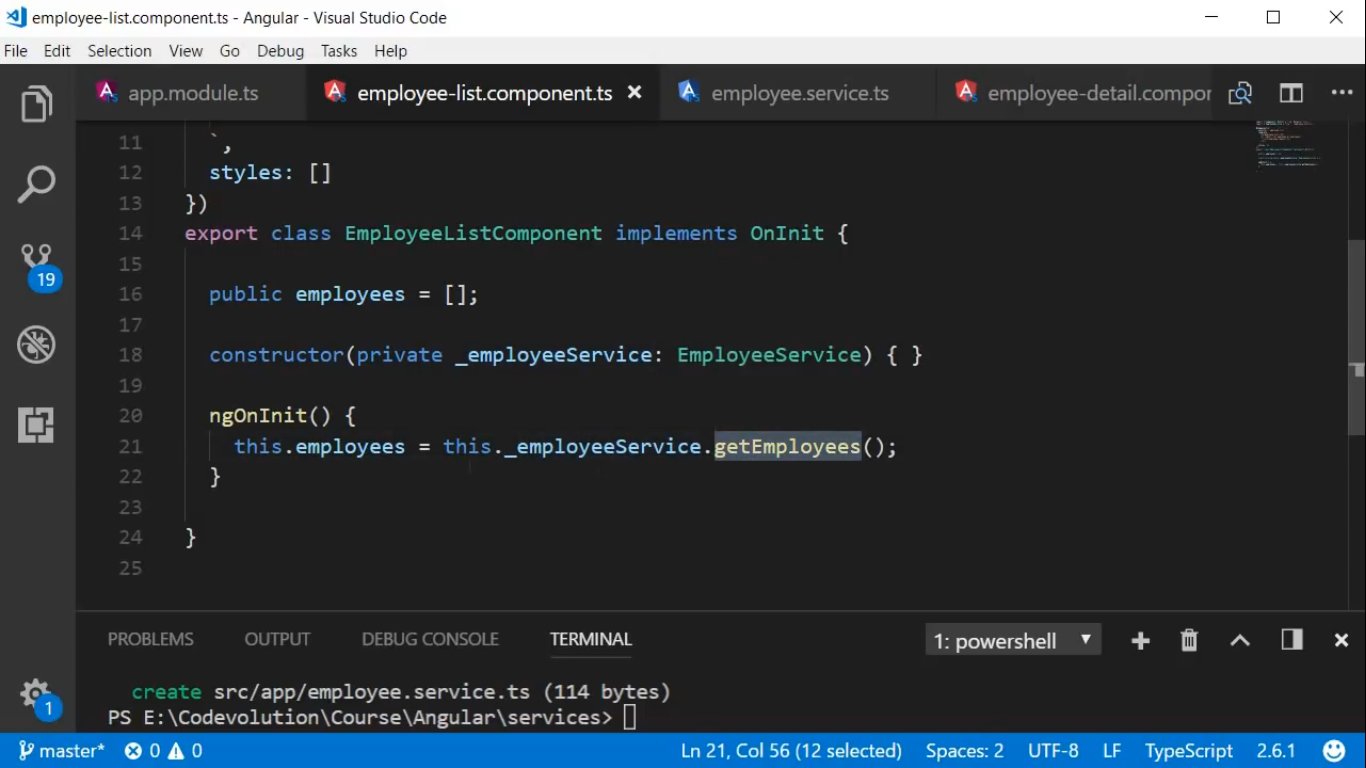 employee-list.component.ts - Angular - Visual Studio Code
File Edit Selection View Go Debug Tasks Help
app.module.ts employee-list.component.ts employee.service.ts employee-detail.compor
11 `,
12 styles: []
13 })
14 export class EmployeeListComponent implements OnInit {
15
16 public employees = [];
17
18 constructor(private _employeeService: EmployeeService) { }
19
20 ngOnInit() {
21 this.employees = this._employeeService.getEmployees();
22 }
23
24 }
25
19
PROBLEMS OUTPUT DEBUG CONSOLE TERMINAL 1: powershell
create src/app/employee.service.ts (114 bytes)
PS E:\Codevolution\Course\Angular\services>
1
master* 0 0 Ln 21, Col 56 (12 selected) Spaces: 2 UTF-8 LF TypeScript 2.6.1